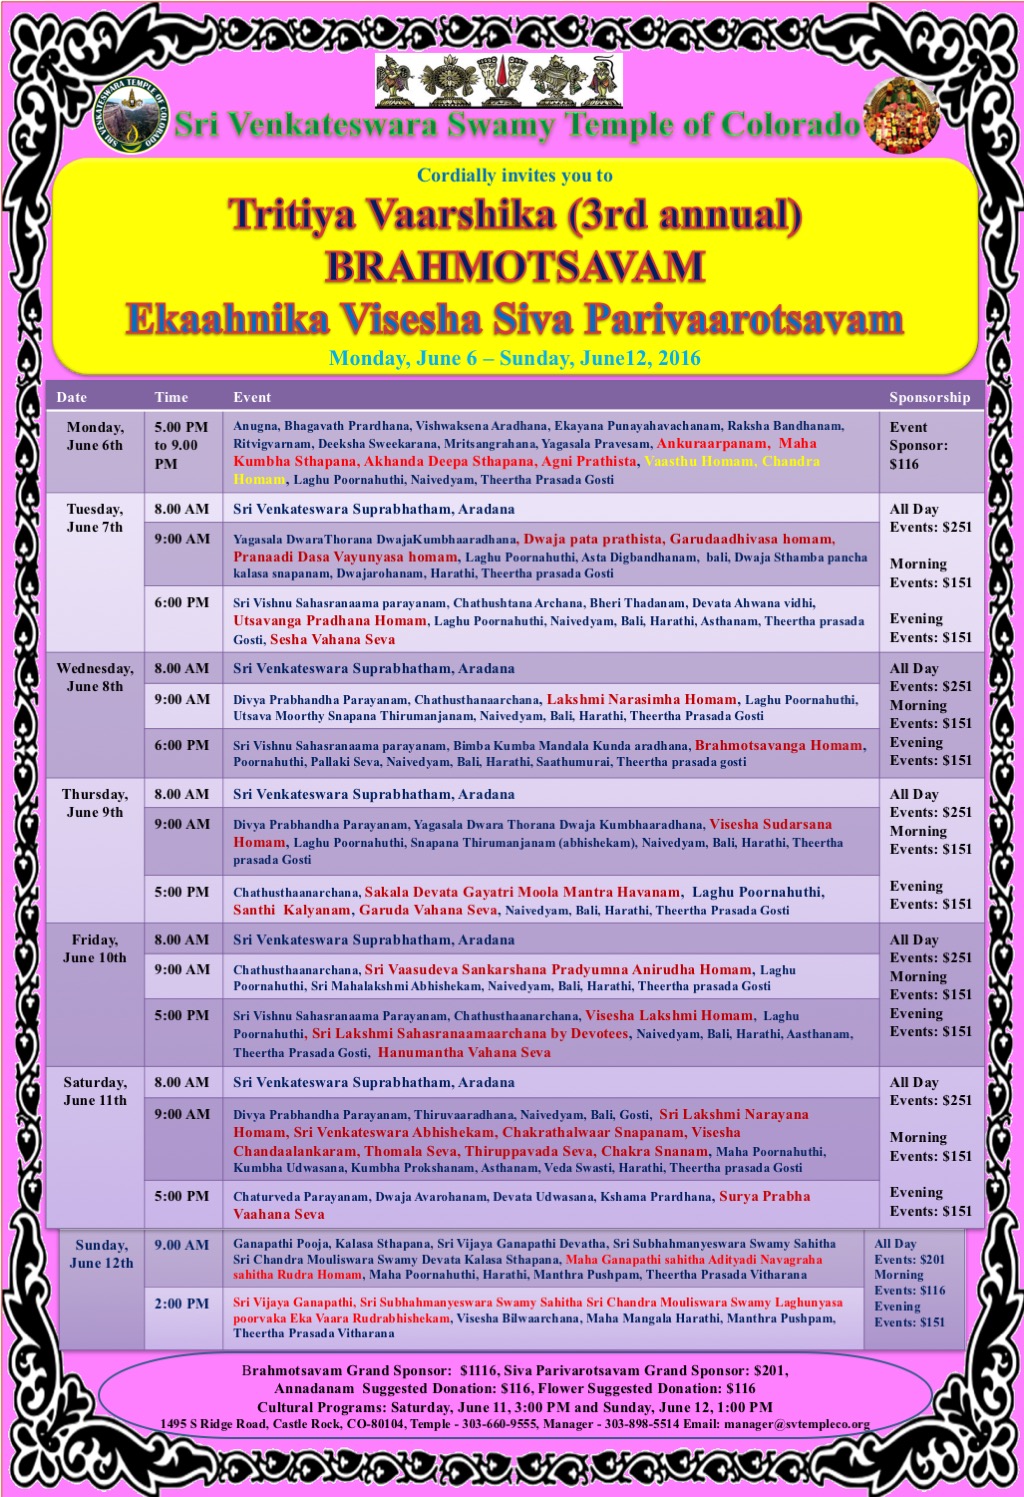 SRI VENKATESWARA TEMPLE OF COLORADO
Sri Venkateswara Swamy Temple of Colorado
Cordially invites you to
Tritiya Vaarshika (3rd annual)
BRAHMOTSAVAM
Ekaahnika Visesha Siva Parivaarotsavam
Monday, June 6 – Sunday, June12, 2016
Date Time Event Sponsorship
Monday,
June 6th
5.00 PM
to 9.00
PM
Anugna, Bhagavath Prardhana, Vishwaksena Aradhana, Ekayana Punayahavachanam, Raksha Bandhanam,
Ritvigvarnam, Deeksha Sweekarana, Mritsangrahana, Yagasala Pravesam, Ankuraarpanam, Maha
Kumbha Sthapana, Akhanda Deepa Sthapana, Agni Prathista, Vaasthu Homam, Chandra
Homam, Laghu Poornahuthi, Naivedyam, Theertha Prasada Gosti
Event
Sponsor:
$116
Tuesday,
June 7th
8.00 AM
Sri Venkateswara Suprabhatham, Aradana
9:00 AM
Yagasala DwaraThorana DwajaKumbhaaradhana, Dwaja pata prathista, Garudaadhivasa homam,
Pranaadi Dasa Vayunyasa homam, Laghu Poornahuthi, Asta Digbandhanam, bali, Dwaja Sthamba pancha
kalasa snapanam, Dwajarohanam, Harathi, Theertha prasada Gosti
6:00 PM
Sri Vishnu Sahasranaama parayanam, Chathushtana Archana, Bheri Thadanam, Devata Ahwana vidhi,
Utsavanga Pradhana Homam, Laghu Poornahuthi, Naivedyam, Bali, Harathi, Asthanam, Theertha prasada
Gosti, Sesha Vahana Seva
All Day
Events: $251
Morning
Events: $151
Evening
Events: $151
Wednesday,
June 8th
8.00 AM
Sri Venkateswara Suprabhatham, Aradana
9:00 AM
Divya Prabhandha Parayanam, Chathusthanaarchana, Lakshmi Narasimha Homam, Laghu Poornahuthi,
Utsava Moorthy Snapana Thirumanjanam, Naivedyam, Bali, Harathi, Theertha Prasada Gosti
6:00 PM
Sri Vishnu Sahasranaama parayanam, Bimba Kumba Mandala Kunda aradhana, Brahmotsavanga Homam,
Poornahuthi, Pallaki Seva, Naivedyam, Bali, Harathi, Saathumurai, Theertha prasada gosti
All Day
Events: $251
Morning
Events: $151
Evening
Events: $151
Thursday,
June 9th
8.00 AM
Sri Venkateswara Suprabhatham, Aradana
9:00 AM
Divya Prabhandha Parayanam, Yagasala Dwara Thorana Dwaja Kumbhaaradhana, Visesha Sudarsana
Homam, Laghu Poornahuthi, Snapana Thirumanjanam (abhishekam), Naivedyam, Bali, Harathi, Theertha
prasada Gosti
5:00 PM
Chathusthaanarchana, Sakala Devata Gayatri Moola Mantra Havanam, Laghu Poornahuthi,
Santhi Kalyanam, Garuda Vahana Seva, Naivedyam, Bali, Harathi, Theertha Prasada Gosti
All Day
Events: $251
Morning
Events: $151
Evening
Events: $151
Friday,
June 10th
8.00 AM
Sri Venkateswara Suprabhatham, Aradana
9:00 AM
Chathusthaanarchana, Sri Vaasudeva Sankarshana Pradyumna Anirudha Homam, Laghu
Poornahuthi, Sri Mahalakshmi Abhishekam, Naivedyam, Bali, Harathi, Theertha prasada Gosti
5:00 PM
Sri Vishnu Sahasranaama Parayanam, Chathusthaanarchana, Visesha Lakshmi Homam, Laghu
Poornahuthi, Sri Lakshmi Sahasranaamaarchana by Devotees, Naivedyam, Bali, Harathi, Aasthanam,
Theertha Prasada Gosti, Hanumantha Vahana Seva
All Day
Events: $251
Morning
Events: $151
Evening
Events: $151
Saturday,
June 11th
8.00 AM
Sri Venkateswara Suprabhatham, Aradana
9:00 AM
Divya Prabhandha Parayanam, Thiruvaaradhana, Naivedyam, Bali, Gosti, Sri Lakshmi Narayana
Homam, Sri Venkateswara Abhishekam, Chakrathalwaar Snapanam, Visesha
Chandaalankaram, Thomala Seva, Thiruppavada Seva, Chakra Snanam, Maha Poornahuthi,
Kumbha Udwasana, Kumbha Prokshanam, Asthanam, Veda Swasti, Harathi, Theertha prasada Gosti
5:00 PM
Chaturveda Parayanam, Dwaja Avarohanam, Devata Udwasana, Kshama Prardhana, Surya Prabha
Vaahana Seva
All Day
Events: $251
Morning
Events: $151
Evening
Events: $151
Sunday,
June 12th
9.00 AM
Ganapathi Pooja, Kalasa Sthapana, Sri Vijaya Ganapathi Devatha, Sri Subhahmanyeswara Swamy Sahitha
Sri Chandra Mouliswara Swamy Devata Kalasa Sthapana, Maha Ganapathi sahitha Adityadi Navagraha
sahitha Rudra Homam, Maha Poornahuthi, Harathi, Manthra Pushpam, Theertha Prasada Vitharana
2:00 PM
Sri Vijaya Ganapathi, Sri Subhahmanyeswara Swamy Sahitha Sri Chandra Mouliswara Swamy Laghunyasa
poorvaka Eka Vaara Rudrabhishekam, Visesha Bilwaarchana, Maha Mangala Harathi, Manthra Pushpam,
Theertha Prasada Vitharana
All Day
Events: $201
Morning
Events: $116
Evening
Events: $151
Brahmotsavam Grand Sponsor: $1116, Siva Parivarotsavam Grand Sponsor: $201,
Annadanam Suggested Donation: $116, Flower Suggested Donation: $116
Cultural Programs: Saturday, June 11, 3:00 PM and Sunday, June 12, 1:00 PM
1495 S Ridge Road, Castle Rock, CO-80104, Temple - 303-660-9555, Manager - 303-898-5514 Email: manager@svtempleco.org